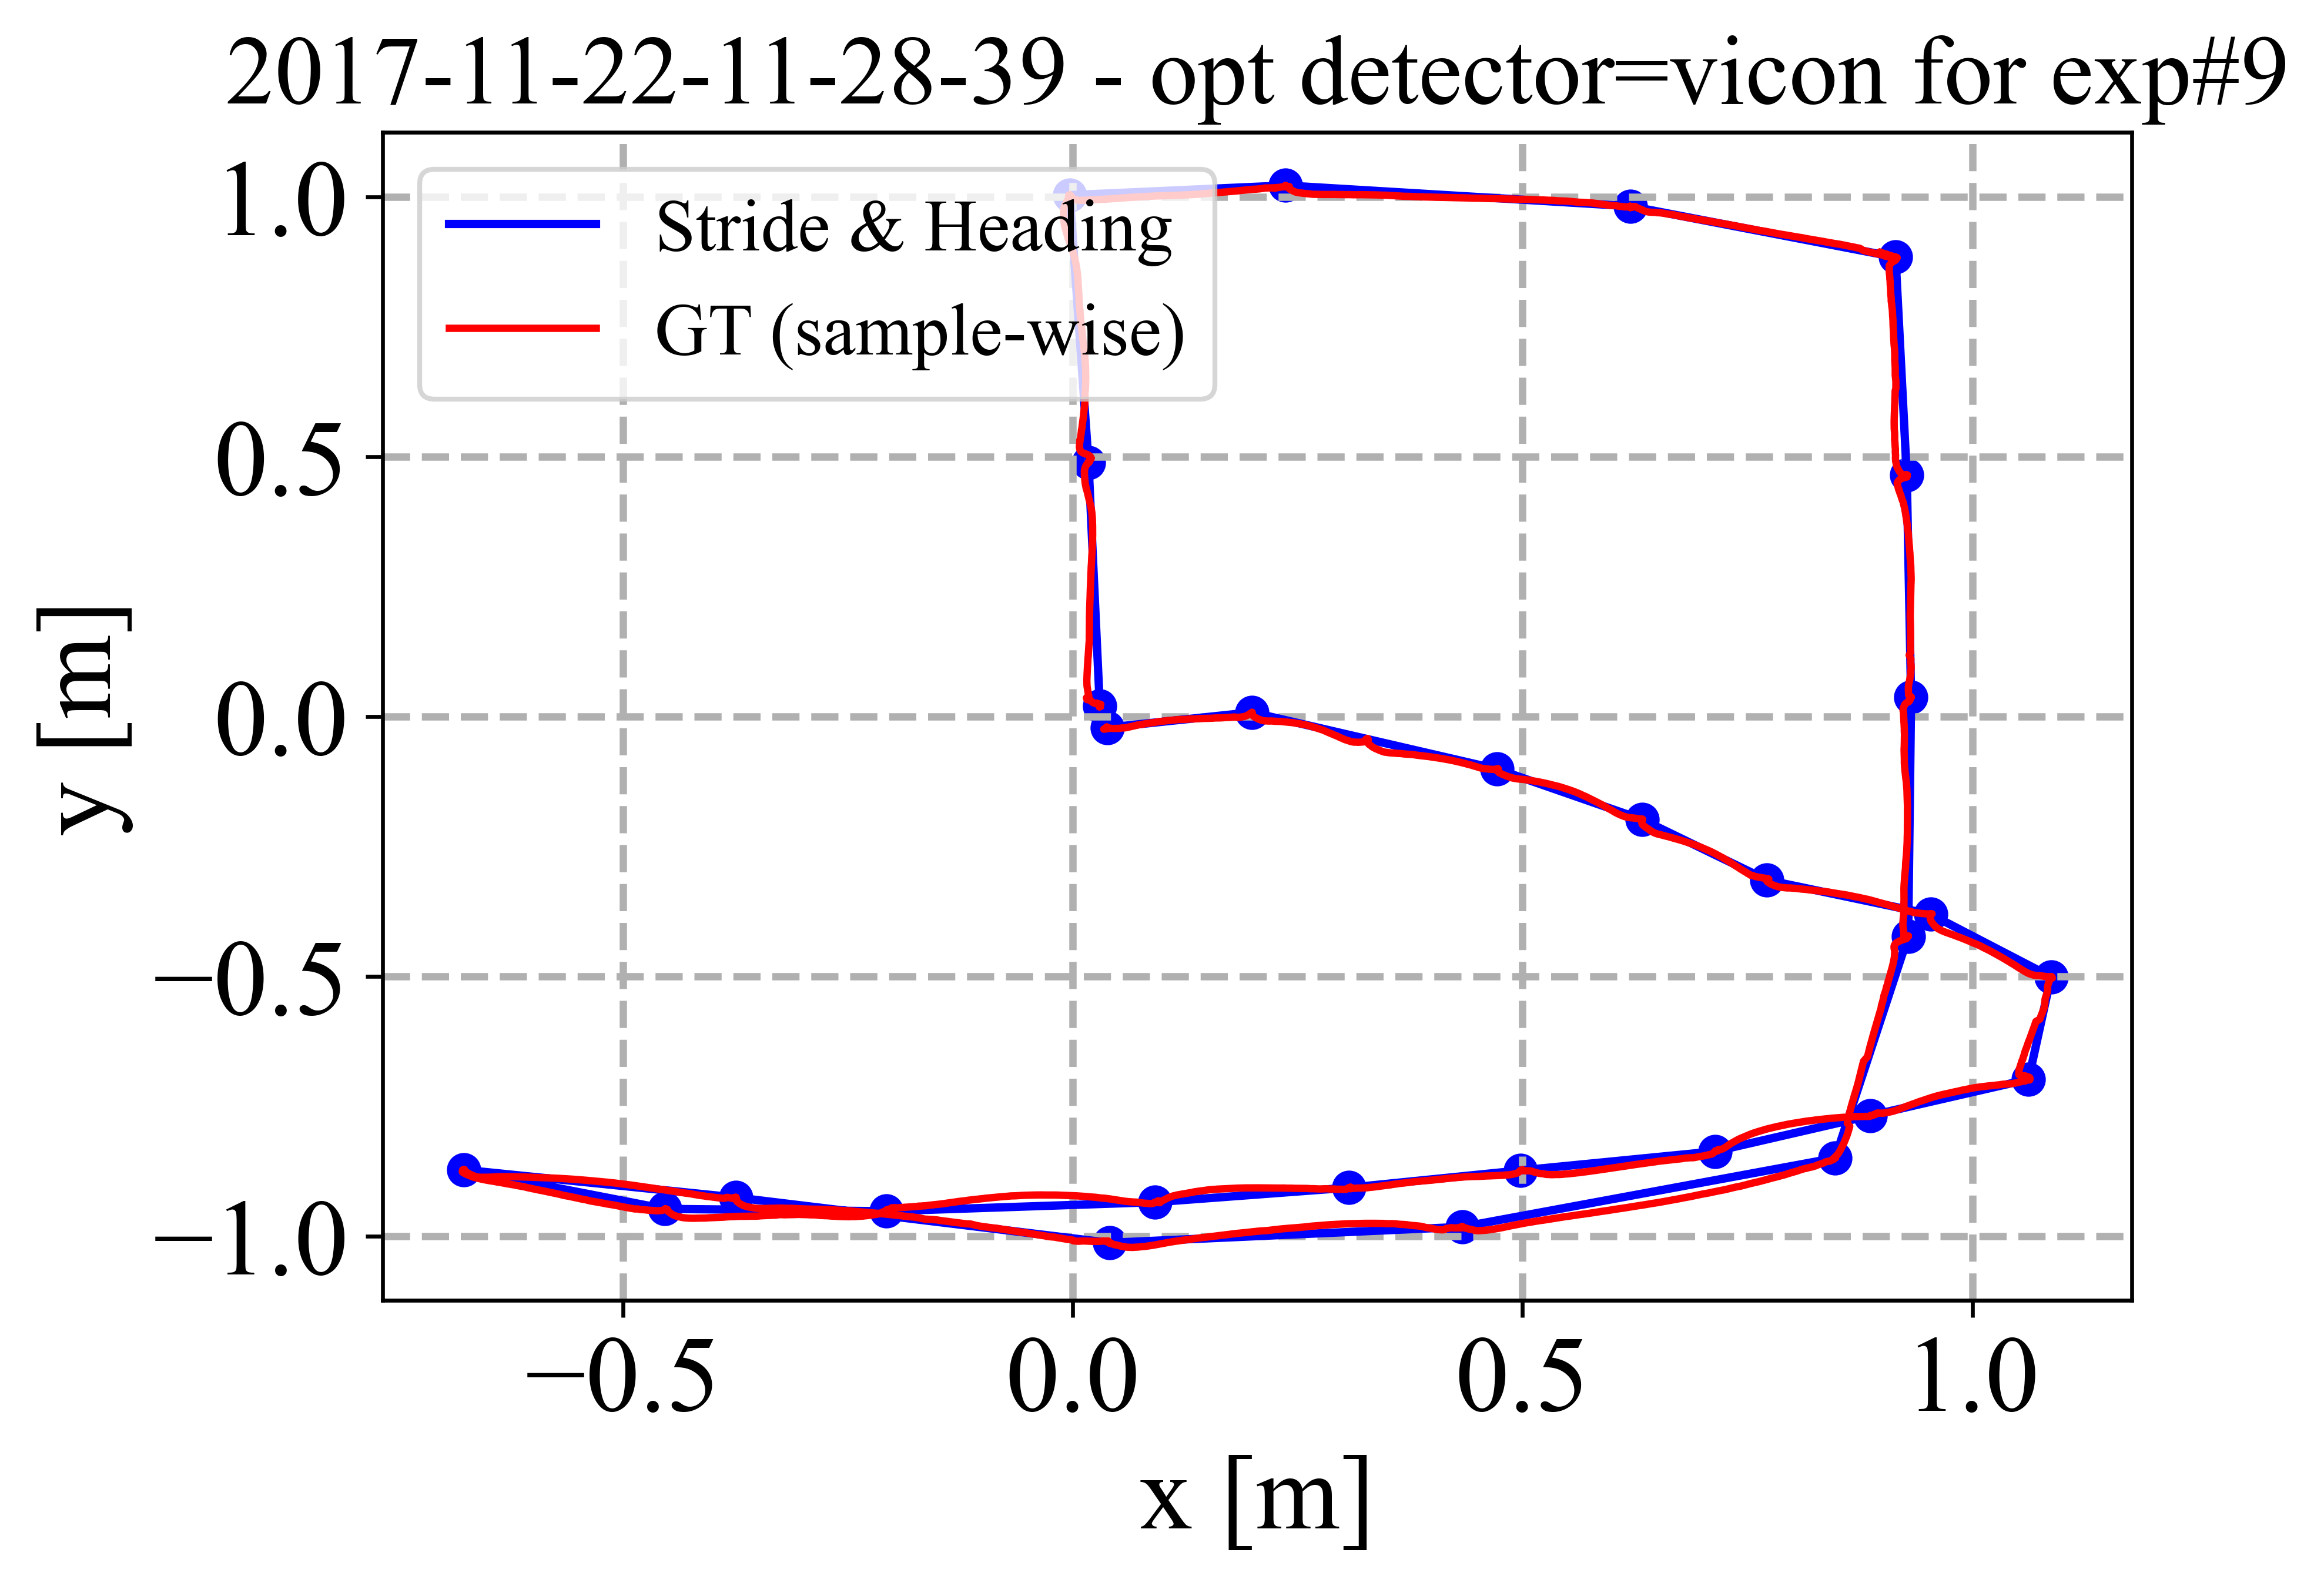 2017-11-22-11-28-39 - opt detector=vicon for exp#9
Stride & Heading
GT (sample-wise)
y [m]
1.0
0.5
0.0
−0.5
−1.0
−0.5 0.0 0.5 1.0
x [m]